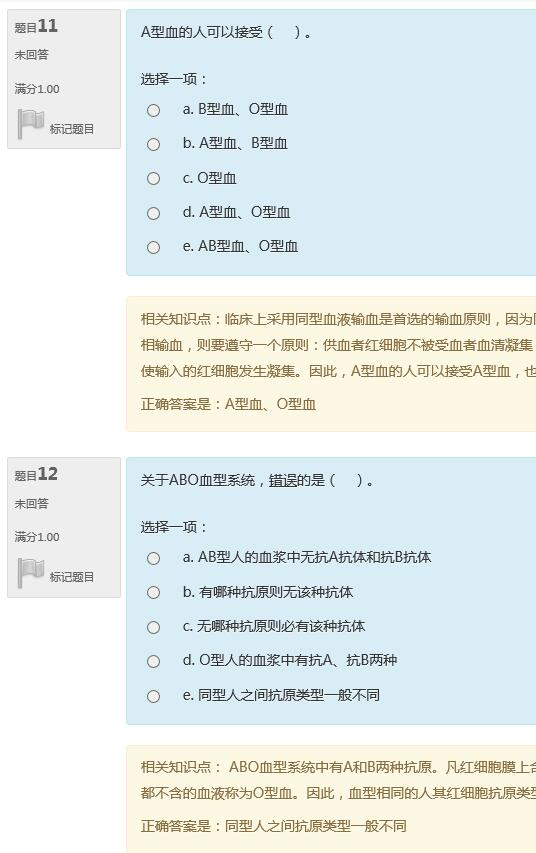 题目11
未回答
满分1.00
标记题目
A型血的人可以接受（ ）。
选择一项：
a. B型血、O型血
b. A型血、B型血
c. O型血
d. A型血、O型血
e. AB型血、O型血
相关知识点：临床上采用同型血液输血是首选的输血原则，因为
相输血，则要遵守一个原则：供血者红细胞不被受血者血清凝集
使输入的红细胞发生凝集。因此，A型血的人可以接受A型血，也
正确答案是：A型血、O型血
题目12
未回答
满分1.00
标记题目
关于ABO血型系统，错误的是（ ）。
选择一项：
a. AB型人的血浆中无抗A抗体和抗B抗体
b. 有哪种抗原则无该种抗体
c. 无哪种抗原则必有该种抗体
d. O型人的血浆中有抗A、抗B两种
e. 同型人之间抗原类型一般不同
相关知识点： ABO血型系统中有A和B两种抗原。凡红细胞膜上
都不含的血液称为O型血。因此，血型相同的人其红细胞抗原类
正确答案是：同型人之间抗原类型一般不同